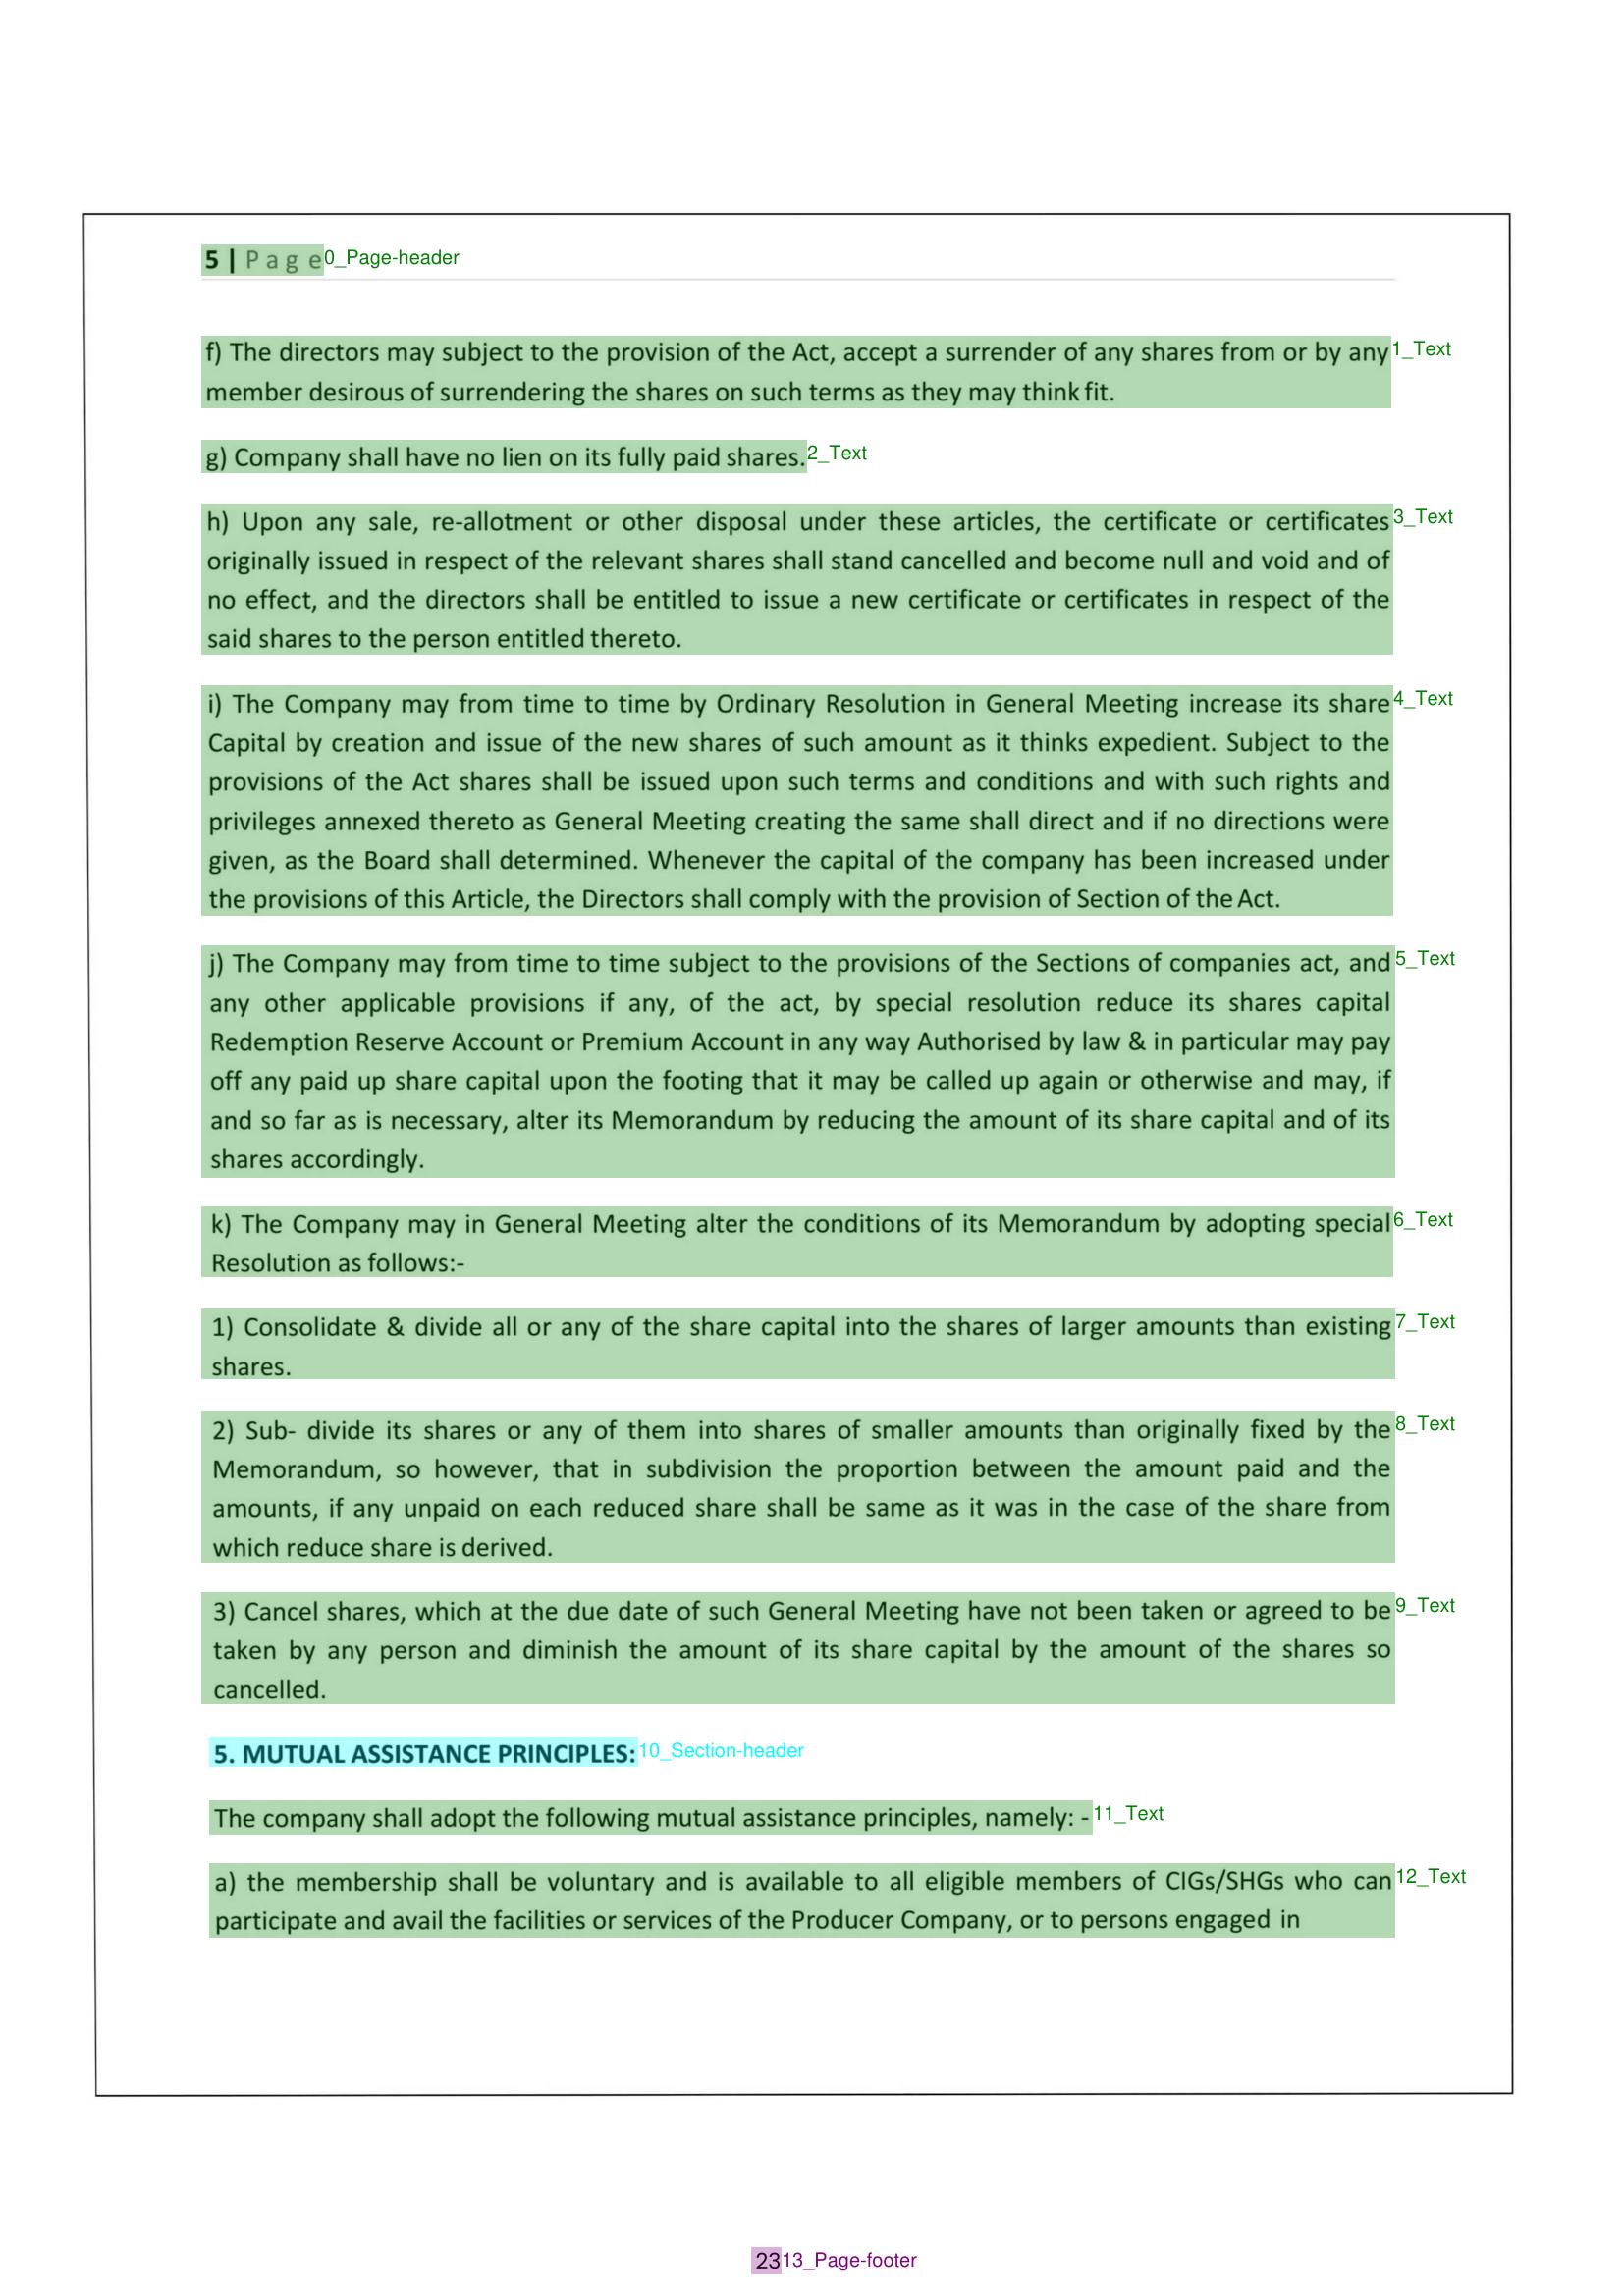 5 | P a g e 0_Page-header
f) The directors may subject to the provision of the Act, accept a surrender of any shares from or by any 1_Text
member desirous of surrendering the shares on such terms as they may think fit.
g) Company shall have no lien on its fully paid shares. 2_Text
h) Upon any sale, re-allotment or other disposal under these articles, the certificate or certificates 3_Text
originally issued in respect of the relevant shares shall stand cancelled and become null and void and of
no effect, and the directors shall be entitled to issue a new certificate or certificates in respect of the
said shares to the person entitled thereto.
i) The Company may from time to time by Ordinary Resolution in General Meeting increase its share 4_Text
Capital by creation and issue of the new shares of such amount as it thinks expedient. Subject to the
provisions of the Act shares shall be issued upon such terms and conditions and with such rights and
privileges annexed thereto as General Meeting creating the same shall direct and if no directions were
given, as the Board shall determined. Whenever the capital of the company has been increased under
the provisions of this Article, the Directors shall comply with the provision of Section of the Act.
j) The Company may from time to time subject to the provisions of the Sections of companies act, and 5_Text
any other applicable provisions if any, of the act, by special resolution reduce its shares capital
Redemption Reserve Account or Premium Account in any way Authorised by law & in particular may pay
off any paid up share capital upon the footing that it may be called up again or otherwise and may, if
and so far as is necessary, alter its Memorandum by reducing the amount of its share capital and of its
shares accordingly.
k) The Company may in General Meeting alter the conditions of its Memorandum by adopting special 6_Text
Resolution as follows:-
1) Consolidate & divide all or any of the share capital into the shares of larger amounts than existing 7_Text
shares.
2) Sub- divide its shares or any of them into shares of smaller amounts than originally fixed by the 8_Text
Memorandum, so however, that in subdivision the proportion between the amount paid and the
amounts, if any unpaid on each reduced share shall be same as it was in the case of the share from
which reduce share is derived.
3) Cancel shares, which at the due date of such General Meeting have not been taken or agreed to be 9_Text
taken by any person and diminish the amount of its share capital by the amount of the shares so
cancelled.
5. MUTUAL ASSISTANCE PRINCIPLES: 10_Section-header
The company shall adopt the following mutual assistance principles, namely: - 11_Text
a) the membership shall be voluntary and is available to all eligible members of CIGs/SHGs who can 12_Text
participate and avail the facilities or services of the Producer Company, or to persons engaged in
23 13_Page-footer